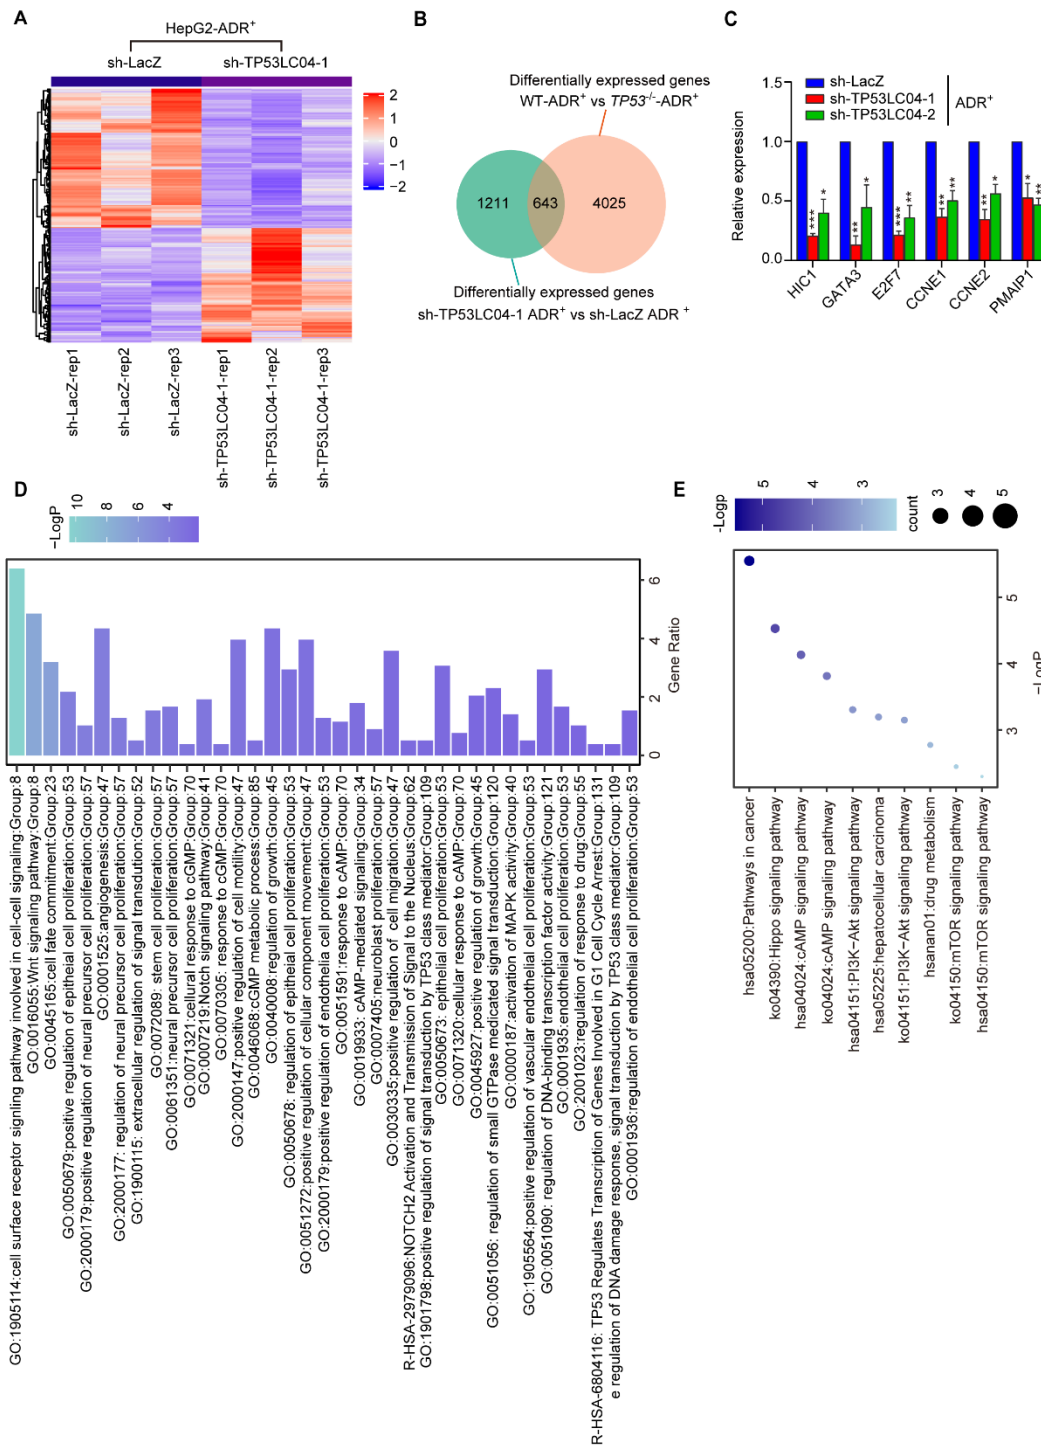 A
HepG2-ADR+
sh-LacZ
sh-TP53LC04-1
2
1
0
−1
−2
sh-LacZ-rep1
sh-LacZ-rep2
sh-LacZ-rep3
sh-TP53LC04-1-rep1
sh-TP53LC04-1-rep2
sh-TP53LC04-1-rep3
B
Differentially expressed genes
WT-ADR+ vs TP53-/--ADR+
1211
643
4025
Differentially expressed genes
sh-TP53LC04-1 ADR+ vs sh-LacZ ADR +
C
sh-LacZ
sh-TP53LC04-1
sh-TP53LC04-2
ADR+
Relative expression
1.5
1.0
0.5
0.0
***
*
**
*
***
**
**
**
**
*
*
**
HIC1
GATA3
E2F7
CCNE1
CCNE2
PMAIP1
D
−LogP
10
8
6
4
6
4
2
0
Gene Ratio
GO:1905114:cell surface receptor signling pathway involved in cell-cell signaling:Group:8
GO:0016055:Wnt signaling pathway:Group:8
GO:0045165:cell fate commitment:Group:23
GO:0050679:positive regulation of epitheial cell proliferation:Group:53
GO:2000179:positive regulation of neural precursor cell proliferation:Group:57
GO:0001525:angiogenesis:Group:47
GO:2000177: regulation of neural precursor cell proliferation:Group:57
GO:1900115: extracellular regulation of signal transduction:Group:52
GO:0072089: stem cell proliferation:Group:57
GO:0061351:neural precursor cell proliferation:Group:57
GO:0071321:cellural response to cGMP:Group:70
GO:0007219:Notch signaling pathway:Group:41
GO:0070305: response to cGMP:Group:70
GO:2000147:positive regulation of cell motility:Group:47
GO:0046068:cGMP metabolic process:Group:85
GO:0040008:regulation of growth:Group:45
GO:0050678: regulation of epitheial cell proliferation:Group:53
GO:0051272:positive regulation of cellular component movement:Group:47
GO:2000179:positive regulation of endothelia cell proliferation:Group:53
GO:0051591:response to cAMP:Group:70
GO:0019933: cAMP-mediated signaling:Group:34
GO:0007405:neuroblast proliferation:Group:57
GO:0030335:positive regulation of cell migration:Group:47
R-HSA-2979096:NOTCH2 Activation and Transmission of Signal to the Nucleus:Group:62
GO:1901798:positive regulation of signal transduction by TP53 class mediator:Group:109
GO:0050673: epitheial cell proliferation:Group:53
GO:0071320:cellular response to cAMP:Group:70
GO:0045927:positive regulation of growth:Group:45
GO:0051056: regulation of small GTPase medicated signal transduction:Group:120
GO:0000187:activation of MAPK activity:Group:40
GO:1905564:positive regulation of vascular endothelial cell proliferation:Group:53
GO:0051090: regulation of DNA-binding transcription factor activity:Group:121
GO:0001935:endothelial cell proliferation:Group:53
GO:2001023:regulation of response to drug:Group:55
R-HSA-6804116: TP53 Regulates Transcription of Genes Involved in G1 Cell Cycle Arrest:Group:131
e regulation of DNA damage response, signal transduction by TP53 class mediator:Group:109
GO:0001936:regulation of endothelial cell proliferation:Group:53
E
-Logp
5
4
3
count
3
4
5
5
4
3
−LogP
hsa05200:Pathways in cancer
ko04390:Hippo signaling pathway
hsa04024:cAMP signaling pathway
ko04024:cAMP signaling pathway
hsa04151:PI3K−Akt signaling pathway
hsa05225:hepatocellular carcinoma
ko04151:PI3K−Akt signaling pathway
hsanan01:drug metabolism
ko04150:mTOR signaling pathway
hsa04150:mTOR signaling pathway